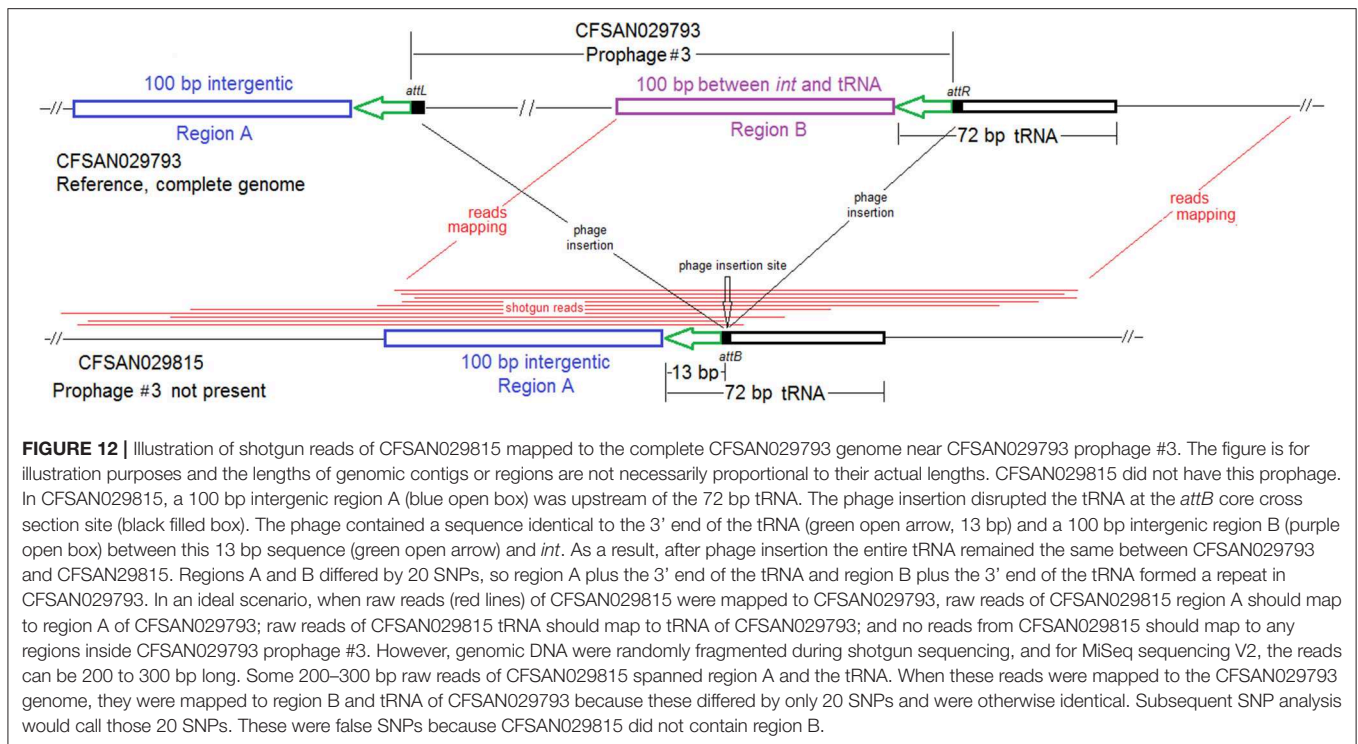 CFSAN029793
Prophage #3
100 bp intergentic
attL
100 bp between int and tRNA
attR
Region A
Region B
72 bp tRNA
CFSAN029793
Reference, complete genome
reads
mapping
phage
insertion
phage
insertion
reads
mapping
phage insertion site
shotgun reads
CFSAN029815
Prophage #3 not present
100 bp intergentic
Region A
attB
13 bp
72 bp tRNA
FIGURE 12 | Illustration of shotgun reads of CFSAN029815 mapped to the complete CFSAN029793 genome near CFSAN029793 prophage #3. The figure is for
illustration purposes and the lengths of genomic contigs or regions are not necessarily proportional to their actual lengths. CFSAN029815 did not have this prophage.
In CFSAN029815, a 100 bp intergenic region A (blue open box) was upstream of the 72 bp tRNA. The phage insertion disrupted the tRNA at the attB core cross
section site (black filled box). The phage contained a sequence identical to the 3' end of the tRNA (green open arrow, 13 bp) and a 100 bp intergenic region B (purple
open box) between this 13 bp sequence (green open arrow) and int. As a result, after phage insertion the entire tRNA remained the same between CFSAN029793
and CFSAN29815. Regions A and B differed by 20 SNPs, so region A plus the 3' end of the tRNA and region B plus the 3' end of the tRNA formed a repeat in
CFSAN029793. In an ideal scenario, when raw reads (red lines) of CFSAN029815 were mapped to CFSAN029793, raw reads of CFSAN029815 region A should map
to region A of CFSAN029793; raw reads of CFSAN029815 tRNA should map to tRNA of CFSAN029793; and no reads from CFSAN029815 should map to any
regions inside CFSAN029793 prophage #3. However, genomic DNA were randomly fragmented during shotgun sequencing, and for MiSeq sequencing V2, the reads
can be 200 to 300 bp long. Some 200–300 bp raw reads of CFSAN029815 spanned region A and the tRNA. When these reads were mapped to the CFSAN029793
genome, they were mapped to region B and tRNA of CFSAN029793 because these differed by only 20 SNPs and were otherwise identical. Subsequent SNP analysis
would call those 20 SNPs. These were false SNPs because CFSAN029815 did not contain region B.